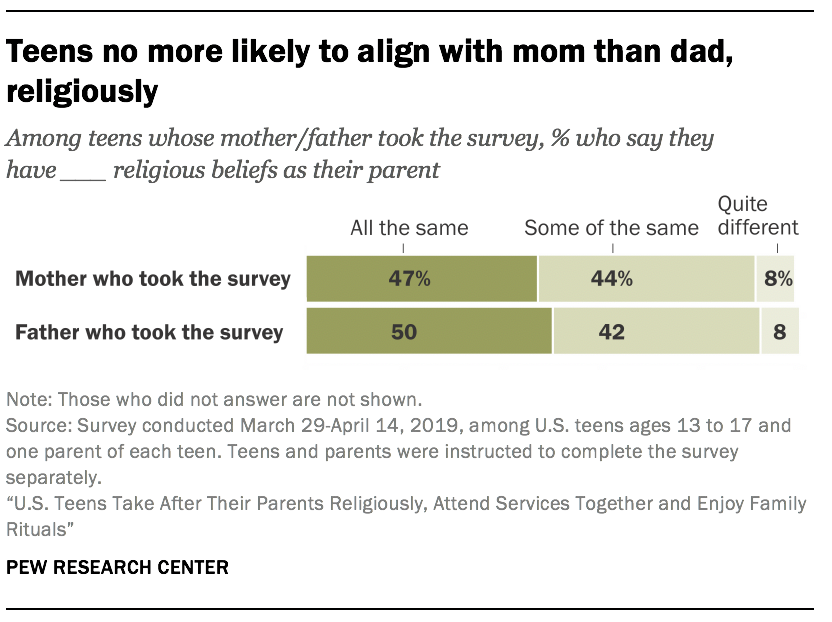 Teens no more likely to align with mom than dad,
religiously
Among teens whose mother/father took the survey, % who say they
have ___ religious beliefs as their parent
All the same
Some of the same
Quite
different
Mother who took the survey 47% 44% 8%
Father who took the survey 50 42 8
Note: Those who did not answer are not shown.
Source: Survey conducted March 29-April 14, 2019, among U.S. teens ages 13 to 17 and
one parent of each teen. Teens and parents were instructed to complete the survey
separately.
“U.S. Teens Take After Their Parents Religiously, Attend Services Together and Enjoy Family
Rituals”
PEW RESEARCH CENTER